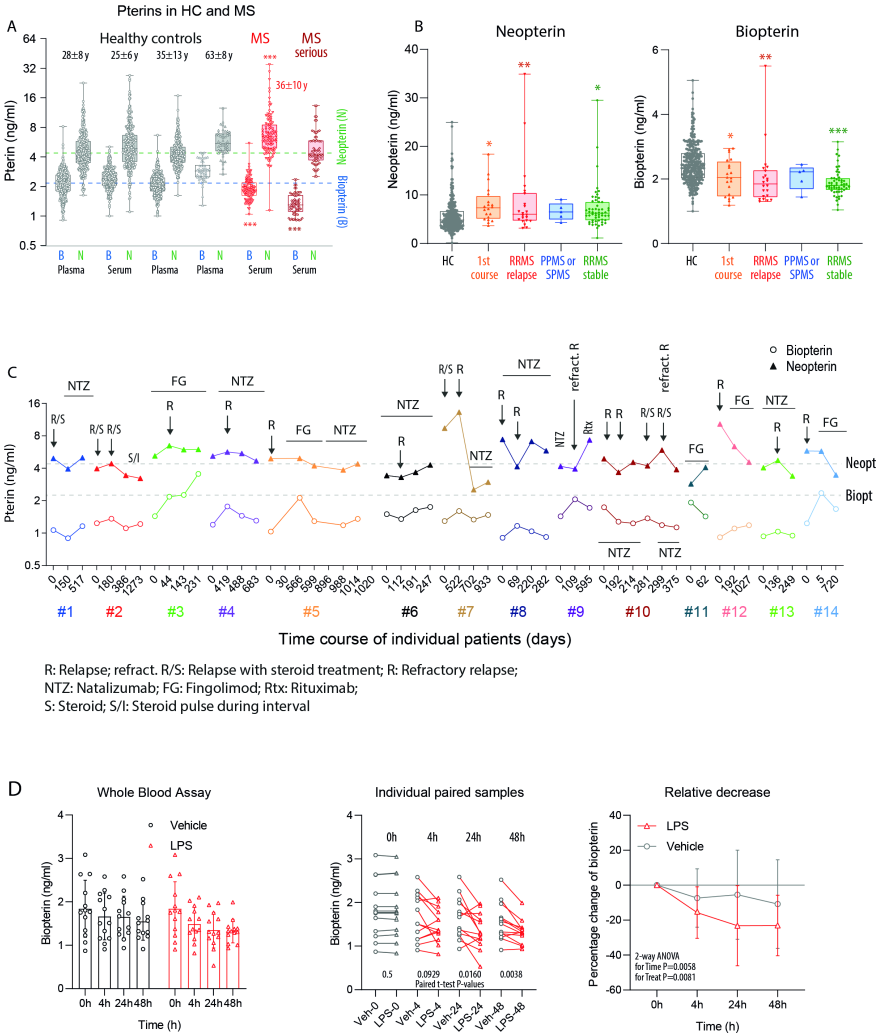 Pterins in HC and MS
A
Healthy controls
MS
MS serious
28±8 y
25±6 y
35±13 y
63±8 y
36±10 y
***
***
***
Pterin (ng/ml)
64
32
16
8
4
2
1
0.5
Neopterin (N)
Biopterin (B)
B N B N B N B N B N B N
Plasma Serum Plasma Plasma Serum Serum
B
Neopterin
Neopterin (ng/ml)
40
30
20
10
0
*
**
*
HC
1st course
RRMS relapse
PPMS or SPMS
RRMS stable
Biopterin
Biopterin (ng/ml)
6
4
2
0
*
**
***
HC
1st course
RRMS relapse
PPMS or SPMS
RRMS stable
C
Biopterin
Neopterin
NTZ
R/S
R/S R/S
S/I
FG
R
NTZ
R
R
FG
NTZ
NTZ
R
R/S R
NTZ
NTZ
R
R
NTZ
refract. R
Rtx
R R
R/S
R/S
refract. R
NTZ
NTZ
FG
R
FG
NTZ
R
R
FG
Pterin (ng/ml)
16
8
4
2
1
0.5
Neopt
Biopt
0 150 517
0 180 386 1273
0 44 143 231
0 419 488 683
0 30 566 599 896 988 1014 1020
0 112 191 247
0 522 702 933
0 69 220 282
0 109 595
0 192 214 281 299 375
0 62
0 192 1027
0 136 249
0 5 720
#1 #2 #3 #4 #5 #6 #7 #8 #9 #10 #11 #12 #13 #14
Time course of individual patients (days)
R: Relapse; refract. R/S: Relapse with steroid treatment; R: Refractory relapse;
NTZ: Natalizumab; FG: Fingolimod; Rtx: Rituximab;
S: Steroid; S/I: Steroid pulse during interval
D
Whole Blood Assay
Vehicle
LPS
Biopterin (ng/ml)
4
3
2
1
0
0h 4h 24h 48h 0h 4h 24h 48h
Time (h)
Individual paired samples
0h 4h 24h 48h
Biopterin (ng/ml)
4
3
2
1
0
0.5 0.0929 0.0160 0.0038
Paired t-test P-values
Veh-0 LPS-0 Veh-4 LPS-4 Veh-24 LPS-24 Veh-48 LPS-48
Relative decrease
LPS
Vehicle
Percentage change of biopterin
40
20
0
-20
-40
-60
2-way ANOVA
for Time P=0.0058
for Treat P=0.0081
0h 4h 24h 48h
Time (h)